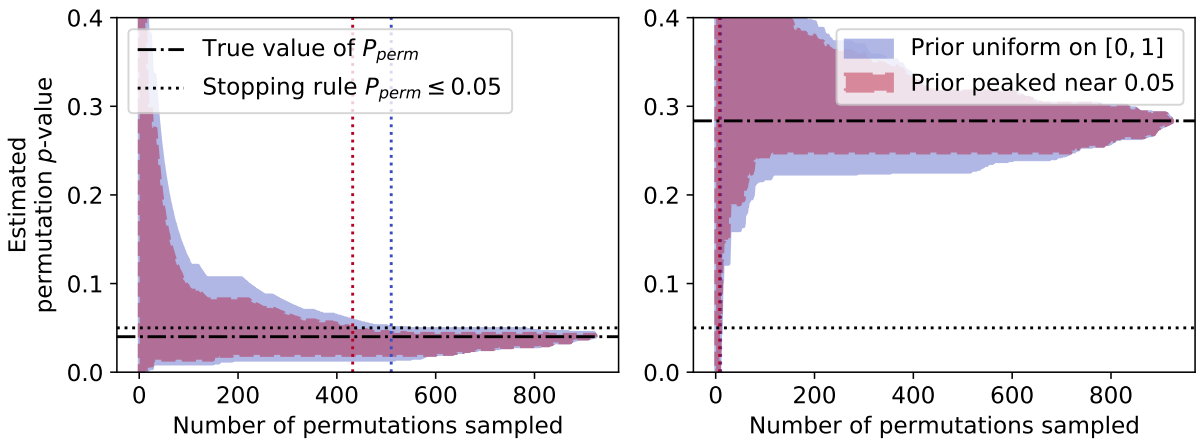 0.4
0.3
0.2
0.1
0.0
Estimated
permutation p-value
True value of P_perm
Stopping rule P_perm ≤ 0.05
0
200
400
600
800
Number of permutations sampled
0.4
0.3
0.2
0.1
0.0
Prior uniform on [0, 1]
Prior peaked near 0.05
0
200
400
600
800
Number of permutations sampled